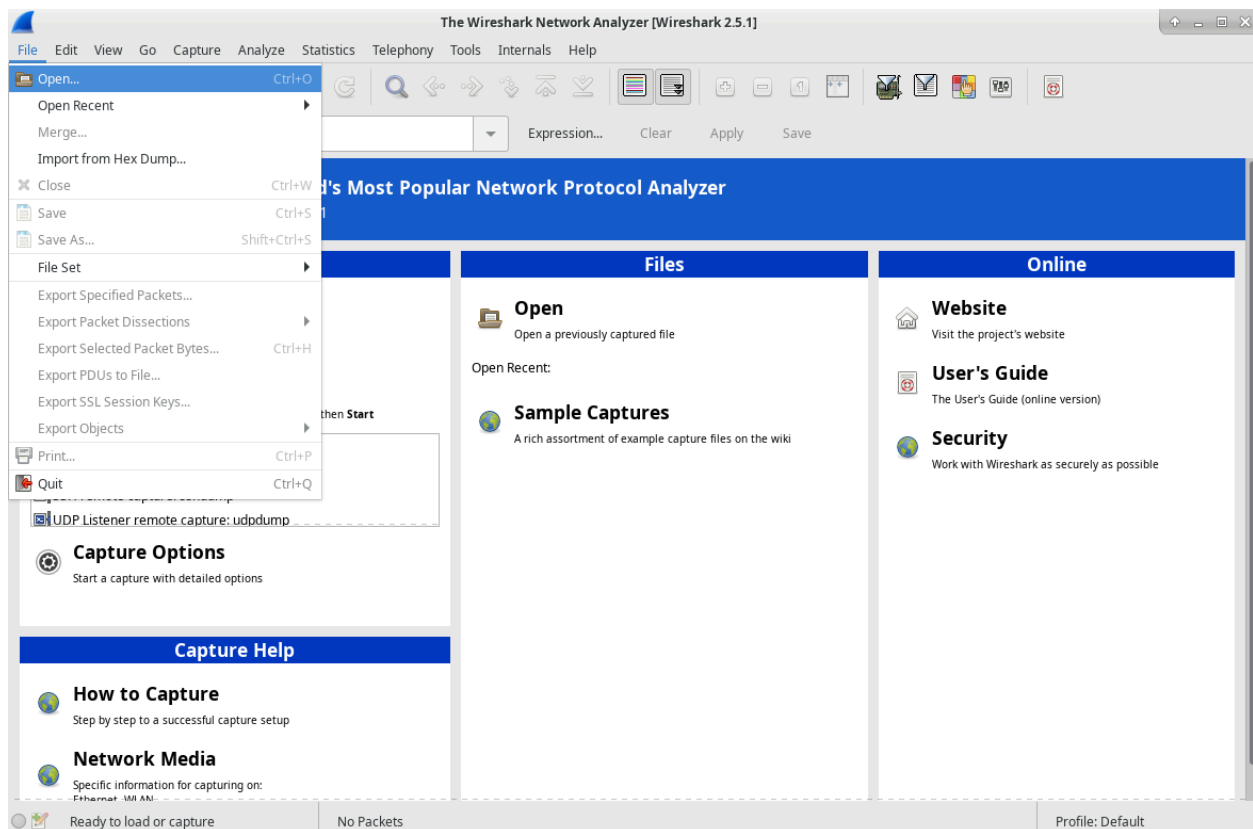 The Wireshark Network Analyzer [Wireshark 2.5.1]
File Edit View Go Capture Analyze Statistics Telephony Tools Internals Help
Open... Ctrl+O
Open Recent
Merge...
Import from Hex Dump...
Close Ctrl+W
Save Ctrl+S
Save As... Shift+Ctrl+S
File Set
Export Specified Packets...
Export Packet Dissections
Export Selected Packet Bytes... Ctrl+H
Export PDUs to File...
Export SSL Session Keys...
Export Objects
Print... Ctrl+P
Quit Ctrl+Q
Expression... Clear Apply Save
d's Most Popular Network Protocol Analyzer
1
then Start
UDP Listener remote capture: udpdump
Capture Options
Start a capture with detailed options
Capture Help
How to Capture
Step by step to a successful capture setup
Network Media
Specific information for capturing on:
Ethernet, WLAN
Files
Open
Open a previously captured file
Open Recent:
Sample Captures
A rich assortment of example capture files on the wiki
Online
Website
Visit the project's website
User's Guide
The User's Guide (online version)
Security
Work with Wireshark as securely as possible
Ready to load or capture
No Packets
Profile: Default